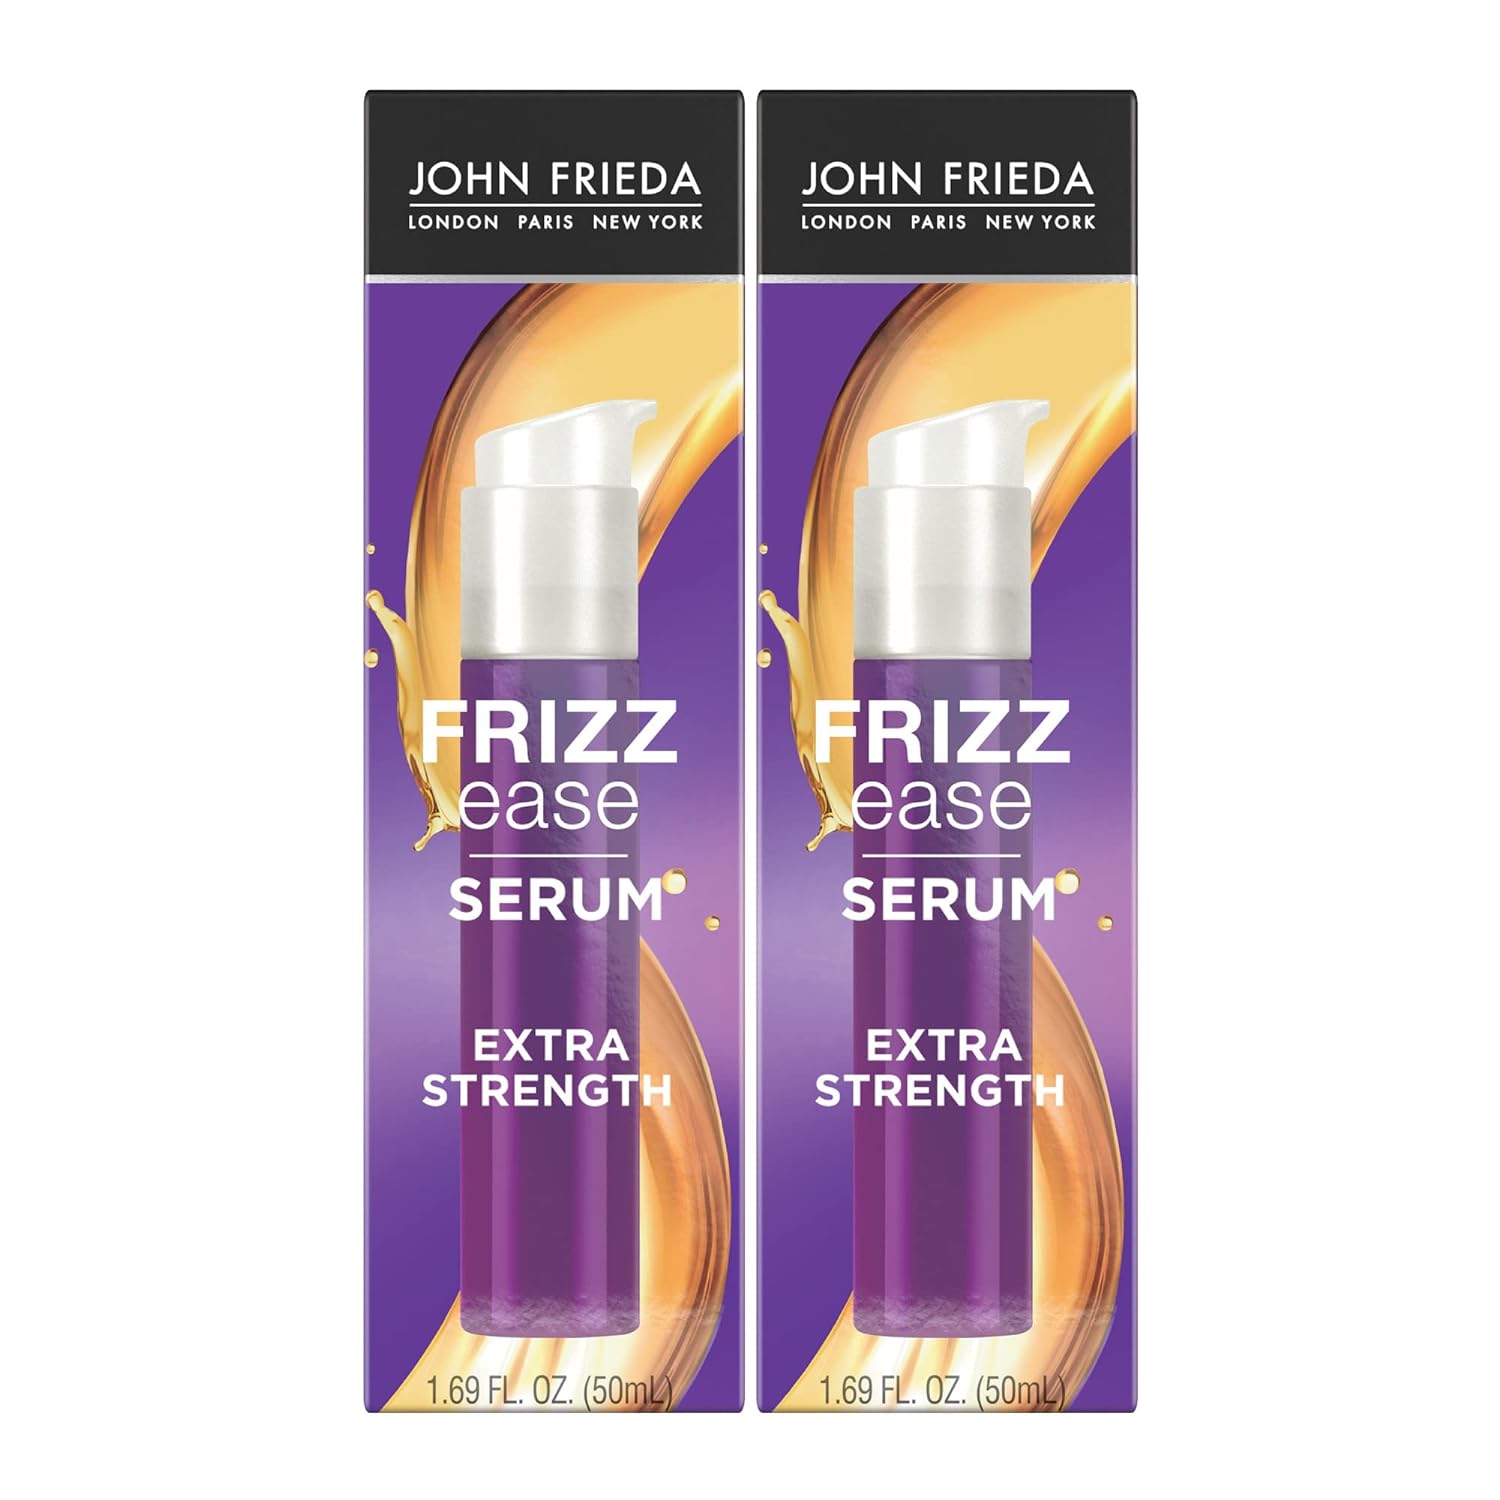 JOHN FRIEDA
LONDON PARIS NEW YORK
FRIZZ
ease
SERUM
EXTRA
STRENGTH
1.69 FL. OZ. (50mL)
JOHN FRIEDA
LONDON PARIS NEW YORK
FRIZZ
ease
SERUM
EXTRA
STRENGTH
1.69 FL. OZ. (50mL)